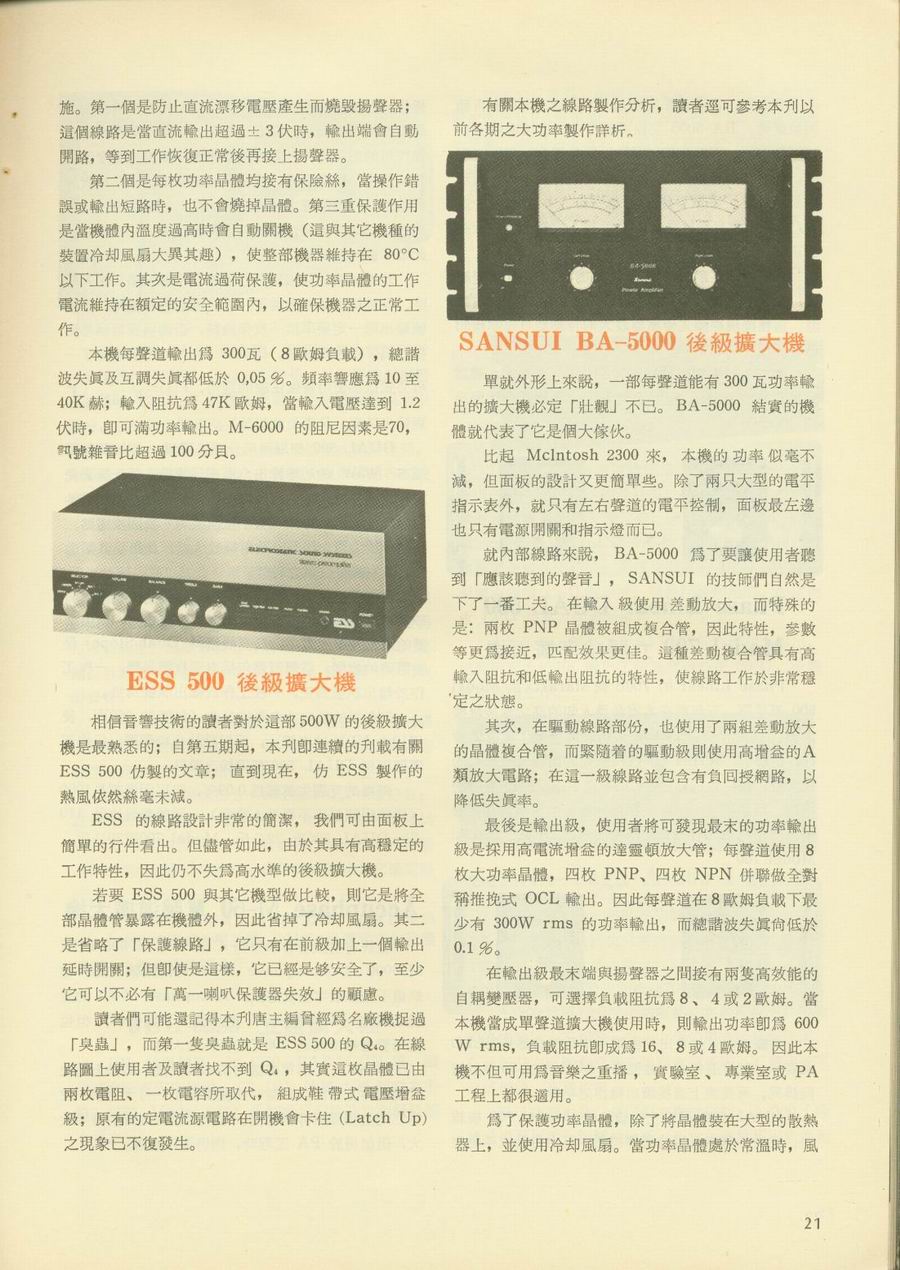 施。第一個是防止直流漂移電壓產生而燒毀揚聲器；
這個線路是當直流輸出超過±3伏時，輸出端會自動
開路，等到工作恢復正常後再接上揚聲器。
第二個是每枚功率晶體均接有保險絲，當操作錯
誤或輸出短路時，也不會燒掉晶體。第三重保護作用
是當機體內溫度過高時會自動關機（這與其它機種的
裝置冷却風扇大異其趣），使整部機器維持在 80°C
以下工作。其次是電流過荷保護，使功率晶體的工作
電流維持在額定的安全範圍內，以確保機器之正常工
作。
本機每聲道輸出爲 300瓦（8歐姆負載），總諧
波失眞及互調失眞都低於 0,05％。頻率響應爲10至
40K赫；輸入阻抗爲47K歐姆，當輸入電壓達到 1.2
伏時，卽可滿功率輸出。M-6000 的阻尼因素是70，
訊號雜音比超過100分貝。
ELECTROSTATIC SOUND SYSTEMS
SELECTOR VOLUME BALANCE TREBLE BASS
ESS
POWER
ESS 500 後級擴大機
相信音響技術的讀者對於這部500W的後級擴大
機是最熟悉的；自第五期起，本刋卽連續的刋載有關
ESS 500 仿製的文章；直到現在，仿 ESS 製作的
熱風依然絲毫未減。
ESS 的線路設計非常的簡潔，我們可由面板上
簡單的行件看出。但儘管如此，由於其具有高穩定的
工作特性，因此仍不失爲高水準的後級擴大機。
若要 ESS 500 與其它機型做比較，則它是將全
部晶體管暴露在機體外，因此省掉了冷却風扇。其二
是省略了「保護線路」，它只有在前級加上一個輸出
延時開關；但卽使是這樣，它已經是够安全了，至少
它可以不必有「萬一喇叭保護器失效」的顧慮。
讀者們可能還記得本刋唐主編曾經爲名廠機捉過
「臭蟲」，而第一隻臭蟲就是 ESS 500的 Q₄。在線
路圖上使用者及讀者找不到 Q₄，其實這枚晶體已由
兩枚電阻、一枚電容所取代，組成鞋帶式電壓增益
級；原有的定電流源電路在開機會卡住 (Latch Up)
之現象已不復發生。
有關本機之線路製作分析，讀者逕可參考本刋以
前各期之大功率製作詳析。
BA-5000
Sansui
Power Amplifier
SANSUI BA-5000 後級擴大機
單就外形上來說，一部每聲道能有300瓦功率輸
出的擴大機必定「壯觀」不已。BA-5000 結實的機
體就代表了它是個大傢伙。
比起 McIntosh 2300 來，本機的功率似毫不
減，但面板的設計又更簡單些。除了兩只大型的電平
指示表外，就只有左右聲道的電平控制，面板最左邊
也只有電源開關和指示燈而已。
就內部線路來說，BA-5000 爲了要讓使用者聽
到「應該聽到的聲音」，SANSUI 的技師們自然是
下了一番工夫。在輸入級使用差動放大，而特殊的
是：兩枚 PNP 晶體被組成複合管，因此特性，參數
等更爲接近，匹配效果更佳。這種差動複合管具有高
輸入阻抗和低輸出阻抗的特性，使線路工作於非常穩
定之狀態。
其次，在驅動線路部份，也使用了兩組差動放大
的晶體複合管，而緊隨着的驅動級則使用高增益的A
類放大電路；在這一級線路並包含有負回授網路，以
降低失眞率。
最後是輸出級，使用者將可發現最末的功率輸出
級是採用高電流增益的達靈頓放大管；每聲道使用8
枚大功率晶體，四枚 PNP、四枚 NPN 併聯做全對
稱推挽式 OCL 輸出。因此每聲道在8歐姆負載下最
少有 300W rms 的功率輸出，而總諧波失眞尙低於
0.1％。
在輸出級最末端與揚聲器之間接有兩隻高效能的
自耦變壓器，可選擇負載阻抗爲8、4或2歐姆。當
本機當成單聲道擴大機使用時，則輸出功率卽爲 600
W rms，負載阻抗卽成爲16、8或4歐姆。因此本
機不但可用爲音樂之重播，實驗室、專業室或 PA
工程上都很適用。
爲了保護功率晶體，除了將晶體裝在大型的散熱
器上，並使用冷却風扇。當功率晶體處於常溫時，風
21